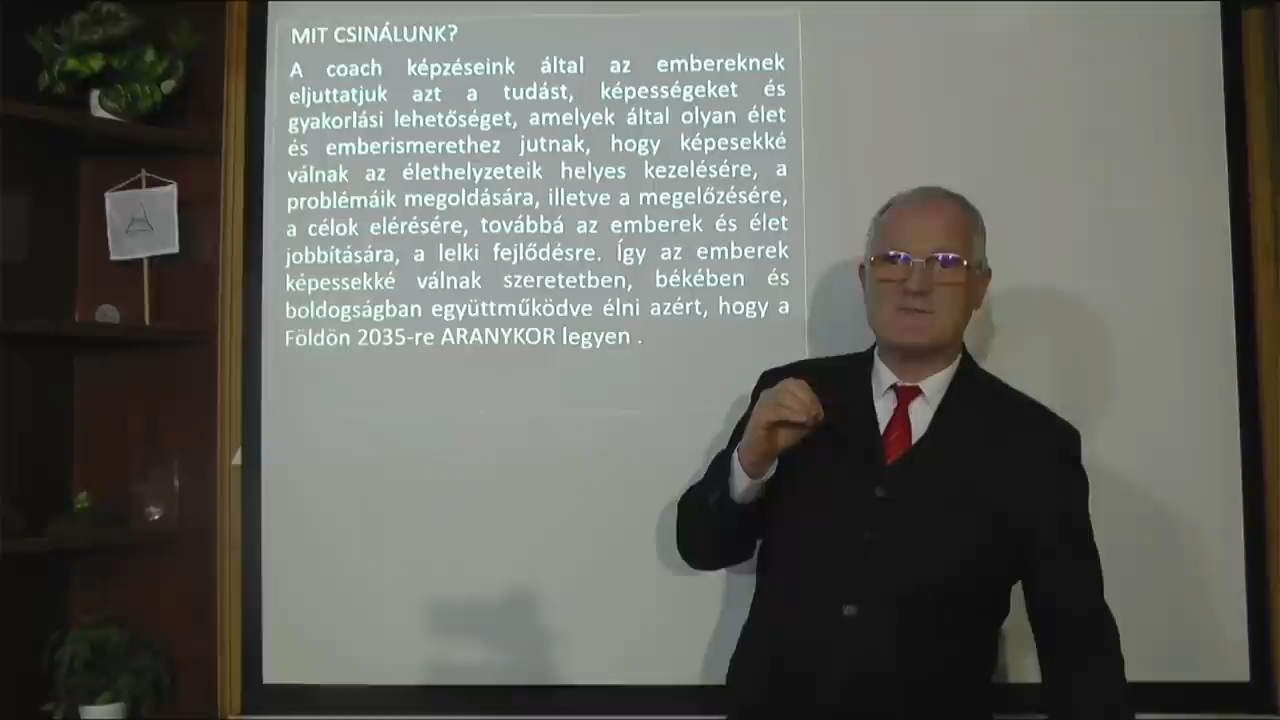 MIT CSINÁLUNK?
A coach képzéseink által az embereknek
eljuttatjuk azt a tudást, képességeket és
gyakorlási lehetőséget, amelyek által olyan élet
és emberismerethez jutnak, hogy képesekké
válnak az élethelyzeteik helyes kezelésére, a
problémáik megoldására, illetve a megelőzésére,
a célok elérésére, továbbá az emberek és élet
jobbítására, a lelki fejlődésre. Így az emberek
képessekké válnak szeretetben, békében és
boldogságban együttműködve élni azért, hogy a
Földön 2035-re ARANYKOR legyen .